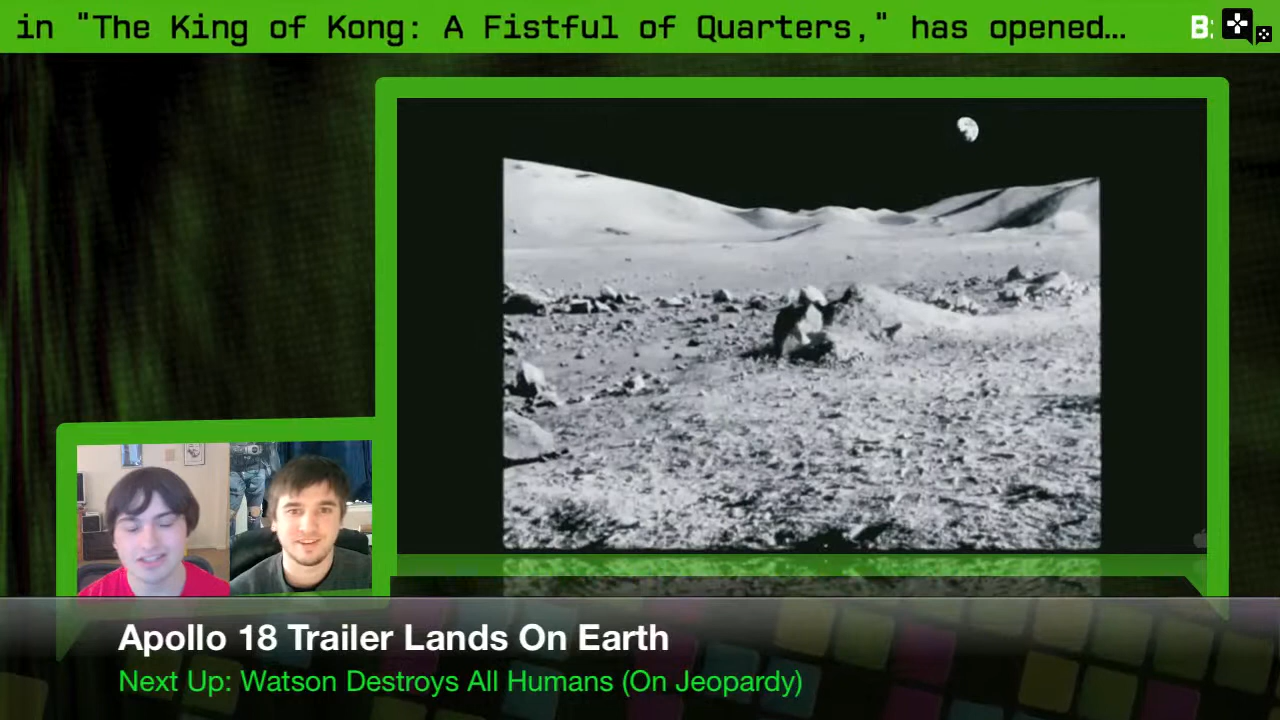 in "The King of Kong: A Fistful of Quarters," has opened...
Apollo 18 Trailer Lands On Earth
Next Up: Watson Destroys All Humans (On Jeopardy)